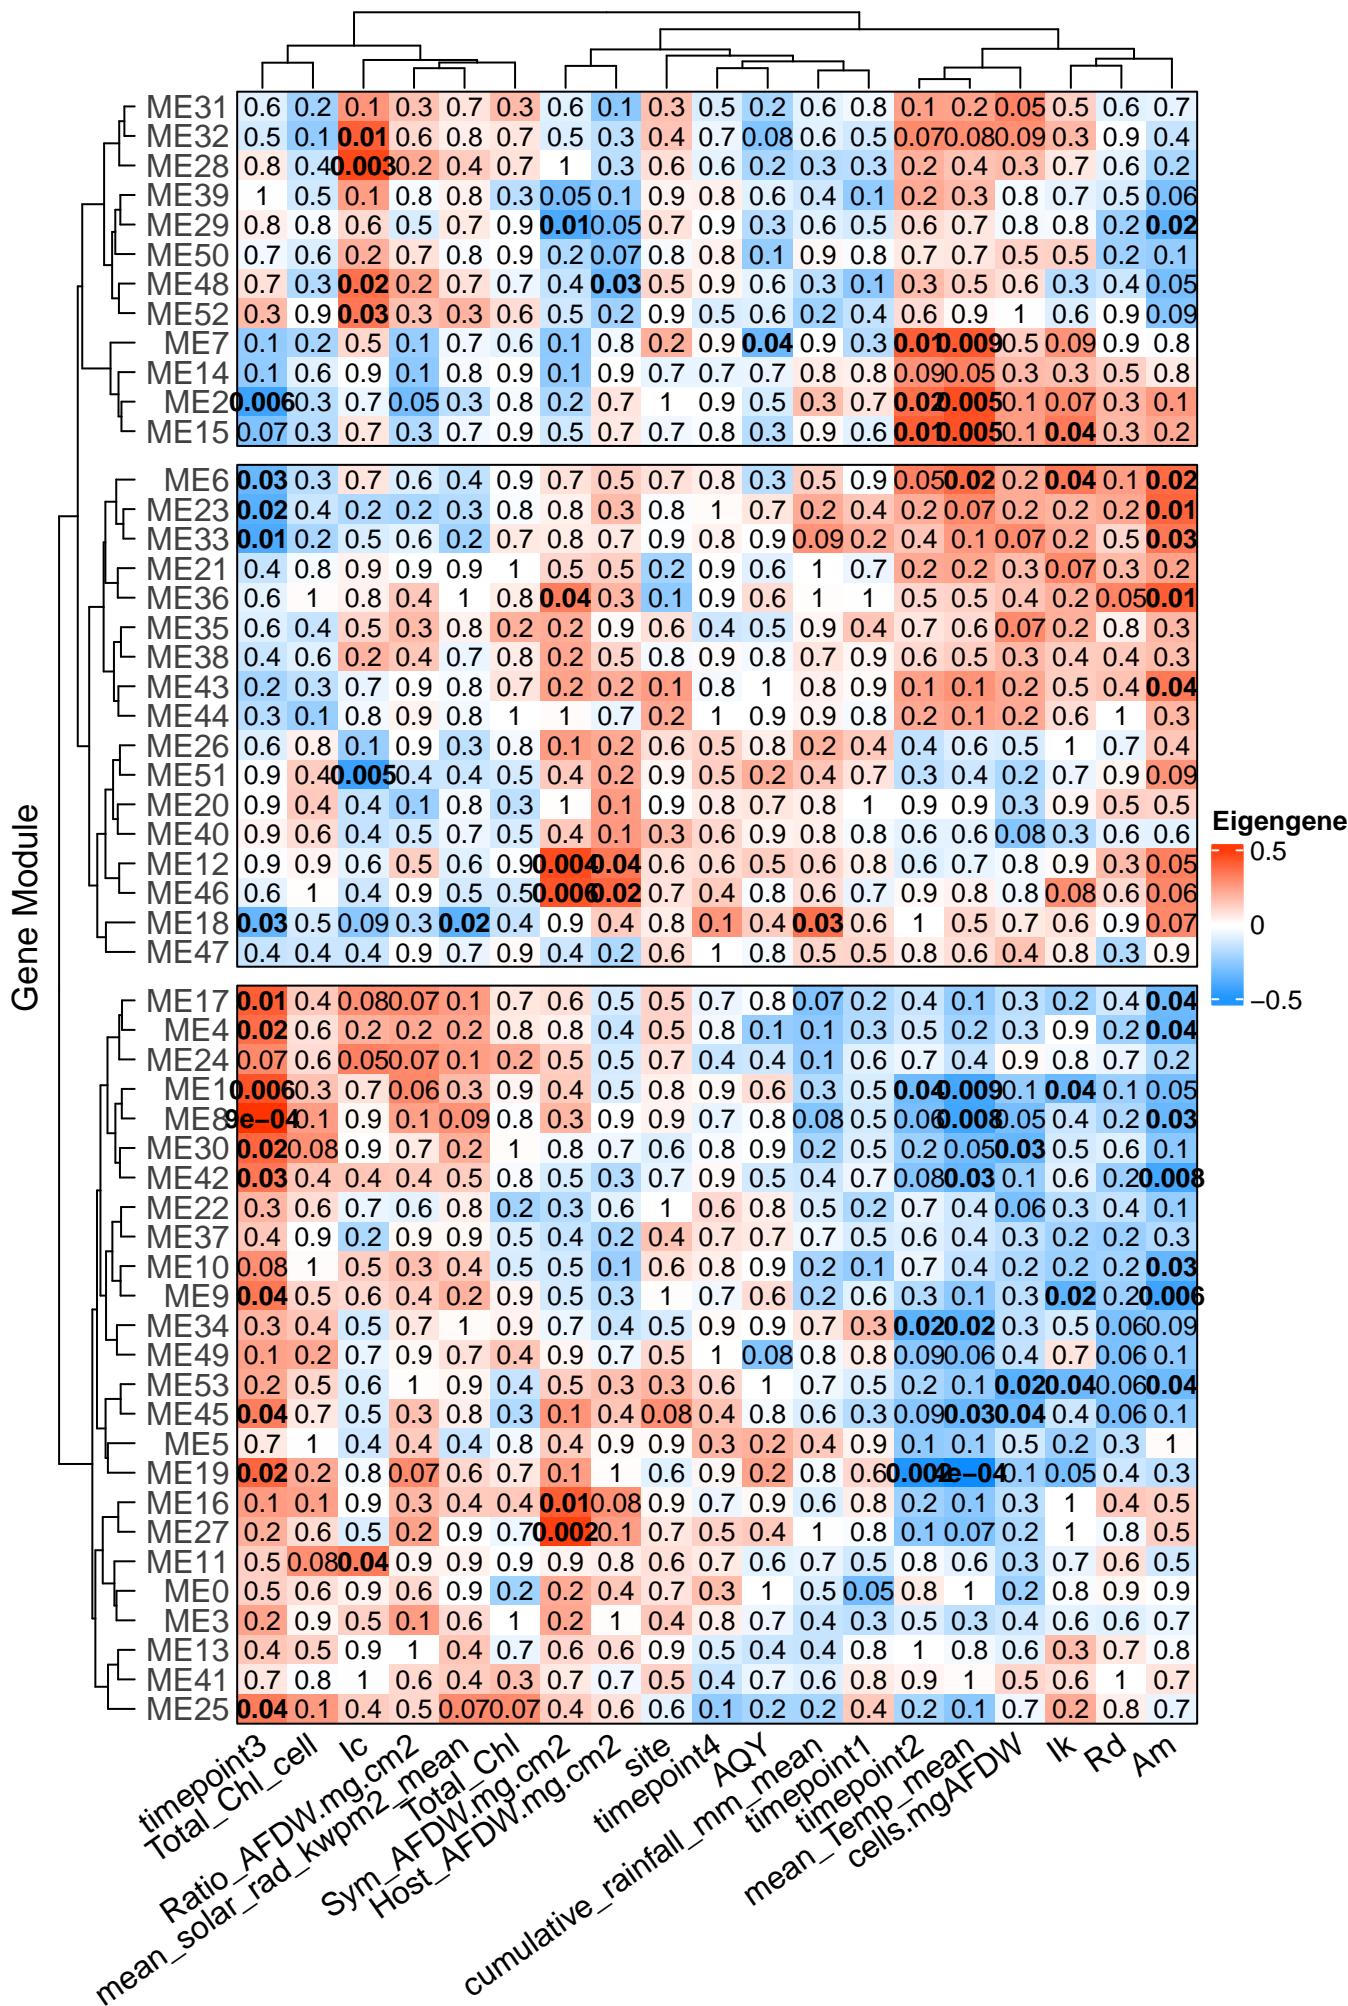 ME31 0.6 0.2 0.1 0.3 0.7 0.3 0.6 0.1 0.3 0.5 0.2 0.6 0.8 0.1 0.2 0.05 0.5 0.6 0.7
ME32 0.5 0.1 0.01 0.6 0.8 0.7 0.5 0.3 0.4 0.7 0.08 0.6 0.5 0.07 0.08 0.09 0.3 0.9 0.4
ME28 0.8 0.4 0.003 0.2 0.4 0.7 1 0.3 0.6 0.6 0.2 0.3 0.3 0.2 0.4 0.3 0.7 0.6 0.2
ME39 1 0.5 0.1 0.8 0.8 0.3 0.05 0.1 0.9 0.8 0.6 0.4 0.1 0.2 0.3 0.8 0.7 0.5 0.06
ME29 0.8 0.8 0.6 0.5 0.7 0.9 0.01 0.05 0.7 0.9 0.3 0.6 0.5 0.6 0.7 0.8 0.8 0.2 0.02
ME50 0.7 0.6 0.2 0.7 0.8 0.9 0.2 0.07 0.8 0.8 0.1 0.9 0.8 0.7 0.7 0.5 0.5 0.2 0.1
ME48 0.7 0.3 0.02 0.2 0.7 0.7 0.4 0.03 0.5 0.9 0.6 0.3 0.1 0.3 0.5 0.6 0.3 0.4 0.05
ME52 0.3 0.9 0.03 0.3 0.3 0.6 0.5 0.2 0.9 0.5 0.6 0.2 0.4 0.6 0.9 1 0.6 0.9 0.09
ME7 0.1 0.2 0.5 0.1 0.7 0.6 0.1 0.8 0.2 0.9 0.04 0.9 0.3 0.01 0.009 0.5 0.09 0.9 0.8
ME14 0.1 0.6 0.9 0.1 0.8 0.9 0.1 0.9 0.7 0.7 0.7 0.8 0.8 0.09 0.05 0.3 0.3 0.5 0.8
ME2 0.006 0.3 0.7 0.05 0.3 0.8 0.2 0.7 1 0.9 0.5 0.3 0.7 0.02 0.005 0.1 0.07 0.3 0.1
ME15 0.07 0.3 0.7 0.3 0.7 0.9 0.5 0.7 0.7 0.8 0.3 0.9 0.6 0.01 0.005 0.1 0.04 0.3 0.2
ME6 0.03 0.3 0.7 0.6 0.4 0.9 0.7 0.5 0.7 0.8 0.3 0.5 0.9 0.05 0.02 0.2 0.04 0.1 0.02
ME23 0.02 0.4 0.2 0.2 0.3 0.8 0.8 0.3 0.8 1 0.7 0.2 0.4 0.2 0.07 0.2 0.2 0.2 0.01
ME33 0.01 0.2 0.5 0.6 0.2 0.7 0.8 0.7 0.9 0.8 0.9 0.09 0.2 0.4 0.1 0.07 0.2 0.5 0.03
ME21 0.4 0.8 0.9 0.9 0.9 1 0.5 0.5 0.2 0.9 0.6 1 0.7 0.2 0.2 0.3 0.07 0.3 0.2
ME36 0.6 1 0.8 0.4 1 0.8 0.04 0.3 0.1 0.9 0.6 1 1 0.5 0.5 0.4 0.2 0.05 0.01
ME35 0.6 0.4 0.5 0.3 0.8 0.2 0.2 0.9 0.6 0.4 0.5 0.9 0.4 0.7 0.6 0.07 0.2 0.8 0.3
ME38 0.4 0.6 0.2 0.4 0.7 0.8 0.2 0.5 0.8 0.9 0.8 0.7 0.9 0.6 0.5 0.3 0.4 0.4 0.3
ME43 0.2 0.3 0.7 0.9 0.8 0.7 0.2 0.2 0.1 0.8 1 0.8 0.9 0.1 0.1 0.2 0.5 0.4 0.04
ME44 0.3 0.1 0.8 0.9 0.8 1 1 0.7 0.2 1 0.9 0.9 0.8 0.2 0.1 0.2 0.6 1 0.3
ME26 0.6 0.8 0.1 0.9 0.3 0.8 0.1 0.2 0.6 0.5 0.8 0.2 0.4 0.4 0.6 0.5 1 0.7 0.4
ME51 0.9 0.4 0.005 0.4 0.4 0.5 0.4 0.2 0.9 0.5 0.2 0.4 0.7 0.3 0.4 0.2 0.7 0.9 0.09
ME20 0.9 0.4 0.4 0.1 0.8 0.3 1 0.1 0.9 0.8 0.7 0.8 1 0.9 0.9 0.3 0.9 0.5 0.5
ME40 0.9 0.6 0.4 0.5 0.7 0.5 0.4 0.1 0.3 0.6 0.9 0.8 0.8 0.6 0.6 0.08 0.3 0.6 0.6
ME12 0.9 0.9 0.6 0.5 0.6 0.9 0.004 0.04 0.6 0.6 0.5 0.6 0.8 0.6 0.7 0.8 0.9 0.3 0.05
ME46 0.6 1 0.4 0.9 0.5 0.5 0.006 0.02 0.7 0.4 0.8 0.6 0.7 0.9 0.8 0.8 0.08 0.6 0.06
ME18 0.03 0.5 0.09 0.3 0.02 0.4 0.9 0.4 0.8 0.1 0.4 0.03 0.6 1 0.5 0.7 0.6 0.9 0.07
ME47 0.4 0.4 0.4 0.9 0.7 0.9 0.4 0.2 0.6 1 0.8 0.5 0.5 0.8 0.6 0.4 0.8 0.3 0.9
ME17 0.01 0.4 0.08 0.07 0.1 0.7 0.6 0.5 0.5 0.7 0.8 0.07 0.2 0.4 0.1 0.3 0.2 0.4 0.04
ME4 0.02 0.6 0.2 0.2 0.2 0.8 0.8 0.4 0.5 0.8 0.1 0.1 0.3 0.5 0.2 0.3 0.9 0.2 0.04
ME24 0.07 0.6 0.05 0.07 0.1 0.2 0.5 0.5 0.7 0.4 0.4 0.1 0.6 0.7 0.4 0.9 0.8 0.7 0.2
ME1 0.006 0.3 0.7 0.06 0.3 0.9 0.4 0.5 0.8 0.9 0.6 0.3 0.5 0.04 0.009 0.1 0.04 0.1 0.05
ME8 9e−04 0.1 0.9 0.1 0.09 0.8 0.3 0.9 0.9 0.7 0.8 0.08 0.5 0.06 0.008 0.05 0.4 0.2 0.03
ME30 0.02 0.08 0.9 0.7 0.2 1 0.8 0.7 0.6 0.8 0.9 0.2 0.5 0.2 0.05 0.03 0.5 0.6 0.1
ME42 0.03 0.4 0.4 0.4 0.5 0.8 0.5 0.3 0.7 0.9 0.5 0.4 0.7 0.08 0.03 0.1 0.6 0.2 0.008
ME22 0.3 0.6 0.7 0.6 0.8 0.2 0.3 0.6 1 0.6 0.8 0.5 0.2 0.7 0.4 0.06 0.3 0.4 0.1
ME37 0.4 0.9 0.2 0.9 0.9 0.5 0.4 0.2 0.4 0.7 0.7 0.7 0.5 0.6 0.4 0.3 0.2 0.2 0.3
ME10 0.08 1 0.5 0.3 0.4 0.5 0.5 0.1 0.6 0.8 0.9 0.2 0.1 0.7 0.4 0.2 0.2 0.2 0.03
ME9 0.04 0.5 0.6 0.4 0.2 0.9 0.5 0.3 1 0.7 0.6 0.2 0.6 0.3 0.1 0.3 0.02 0.2 0.006
ME34 0.3 0.4 0.5 0.7 1 0.9 0.7 0.4 0.5 0.9 0.9 0.7 0.3 0.02 0.02 0.3 0.5 0.06 0.09
ME49 0.1 0.2 0.7 0.9 0.7 0.4 0.9 0.7 0.5 1 0.08 0.8 0.8 0.09 0.06 0.4 0.7 0.06 0.1
ME53 0.2 0.5 0.6 1 0.9 0.4 0.5 0.3 0.3 0.6 1 0.7 0.5 0.2 0.1 0.02 0.04 0.06 0.04
ME45 0.04 0.7 0.5 0.3 0.8 0.3 0.1 0.4 0.08 0.4 0.8 0.6 0.3 0.09 0.03 0.04 0.4 0.06 0.1
ME5 0.7 1 0.4 0.4 0.4 0.8 0.4 0.9 0.9 0.3 0.2 0.4 0.9 0.1 0.1 0.5 0.2 0.3 1
ME19 0.02 0.2 0.8 0.07 0.6 0.7 0.1 1 0.6 0.9 0.2 0.8 0.6 0.002 4e−04 0.1 0.05 0.4 0.3
ME16 0.1 0.1 0.9 0.3 0.4 0.4 0.01 0.08 0.9 0.7 0.9 0.6 0.8 0.2 0.1 0.3 1 0.4 0.5
ME27 0.2 0.6 0.5 0.2 0.9 0.7 0.002 0.1 0.7 0.5 0.4 1 0.8 0.1 0.07 0.2 1 0.8 0.5
ME11 0.5 0.08 0.04 0.9 0.9 0.9 0.9 0.8 0.6 0.7 0.6 0.7 0.5 0.8 0.6 0.3 0.7 0.6 0.5
ME0 0.5 0.6 0.9 0.6 0.9 0.2 0.2 0.4 0.7 0.3 1 0.5 0.05 0.8 1 0.2 0.8 0.9 0.9
ME3 0.2 0.9 0.5 0.1 0.6 1 0.2 1 0.4 0.8 0.7 0.4 0.3 0.5 0.3 0.4 0.6 0.6 0.7
ME13 0.4 0.5 0.9 1 0.4 0.7 0.6 0.6 0.9 0.5 0.4 0.4 0.8 1 0.8 0.6 0.3 0.7 0.8
ME41 0.7 0.8 1 0.6 0.4 0.3 0.7 0.7 0.5 0.4 0.7 0.6 0.8 0.9 1 0.5 0.6 1 0.7
ME25 0.04 0.1 0.4 0.5 0.07 0.07 0.4 0.6 0.6 0.1 0.2 0.2 0.4 0.2 0.1 0.7 0.2 0.8 0.7
Gene Module
Eigengene
0.5
0
−0.5
timepoint3
Total_Chl_cell
Ic
Ratio_AFDW.mg.cm2
mean_solar_rad_kwpm2_mean
Total_Chl
Sym_AFDW.mg.cm2
Host_AFDW.mg.cm2
site
timepoint4
AQY
cumulative_rainfall_mm_mean
timepoint1
timepoint2
mean_Temp_mean
cells.mgAFDW
Ik
Rd
Am